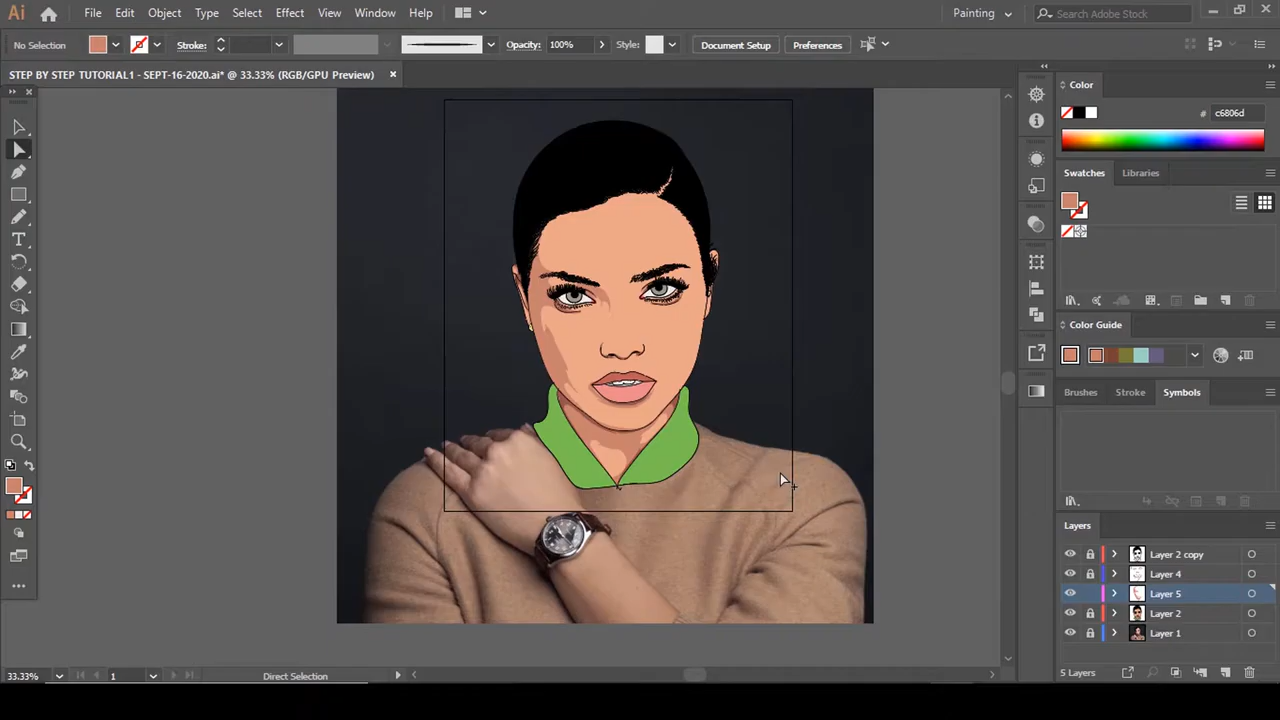 Ai File Edit Object Type Select Effect View Window Help Painting Search Adobe Stock
No Selection Stroke: Opacity: 100% Style: Document Setup Preferences
STEP BY STEP TUTORIAL1 - SEPT-16-2020.ai* @ 33.33% (RGB/GPU Preview)
Color
# c6806d
Swatches Libraries
Color Guide
Brushes Stroke Symbols
Layers
Layer 2 copy
Layer 4
Layer 5
Layer 2
Layer 1
5 Layers
33.33% 1 Direct Selection